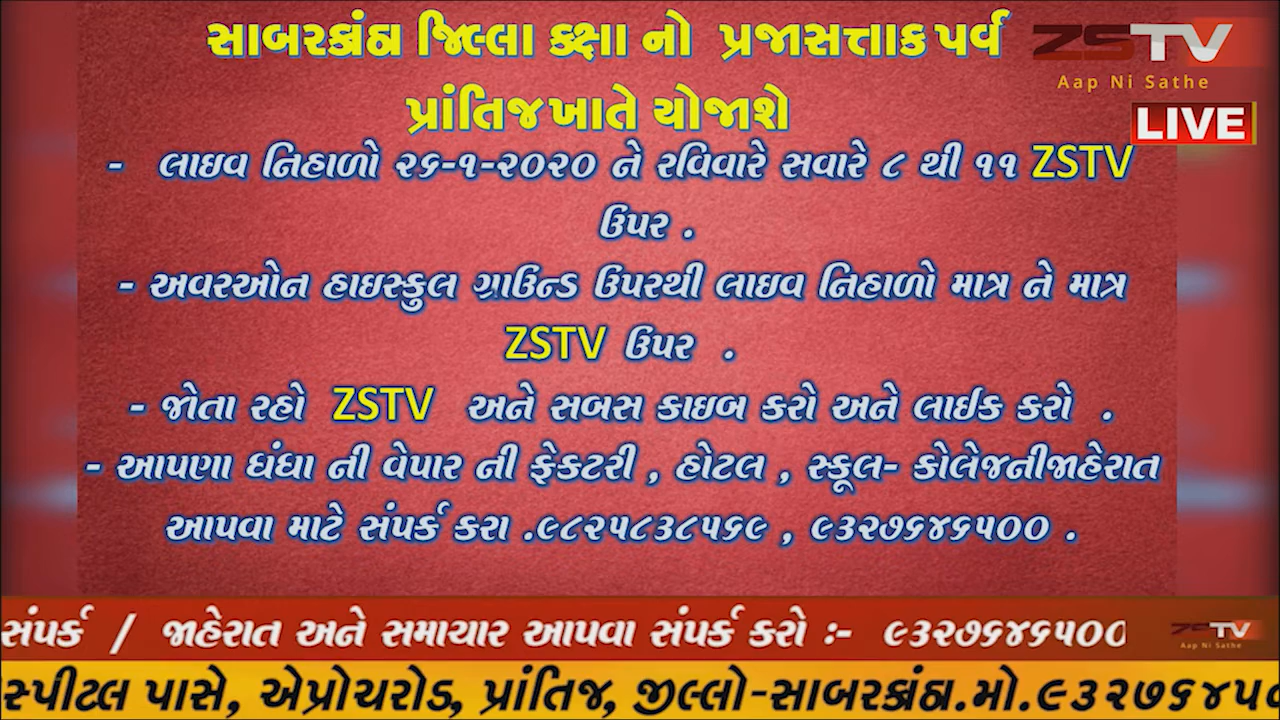 સાબરકાંઠા જિલ્લા કક્ષા નો પ્રજાસત્તાક પર્વ
ZSTV
Aap Ni Sathe
પ્રાંતિજખાતે યોજાશે
LIVE
- લાઇવ નિહાળો ૨૬-૧-૨૦૨૦ ને રવિવારે સવારે ૮ થી ૧૧ ZSTV
ઉપર .
- અવરઓન હાઇસ્કુલ ગ્રાઉન્ડ ઉપરથી લાઇવ નિહાળો માત્ર ને માત્ર
ZSTV ઉપર .
- જોતા રહો ZSTV અને સબસ કાઇબ કરો અને લાઈક કરો .
- આપણા ધંધા ની વેપાર ની ફેકટરી , હોટલ , સ્કૂલ- કોલેજનીજાહેરાત
આપવા માટે સંપર્ક કરા .૯૮૨૫૮૩૮૫૬૯ , ૯૩૨૭૬૪૬૫૦૦ .
સંપર્ક / જાહેરાત અને સમાચાર આપવા સંપર્ક કરો :- ૯૩૨૭૬૪૬૫૦૦
ZSTV
Aap Ni Sathe
સ્પીટલ પાસે, એપ્રોચરોડ, પ્રાંતિજ, જીલ્લો-સાબરકાંઠા.મો.૯૩૨૭૬૪૫૦